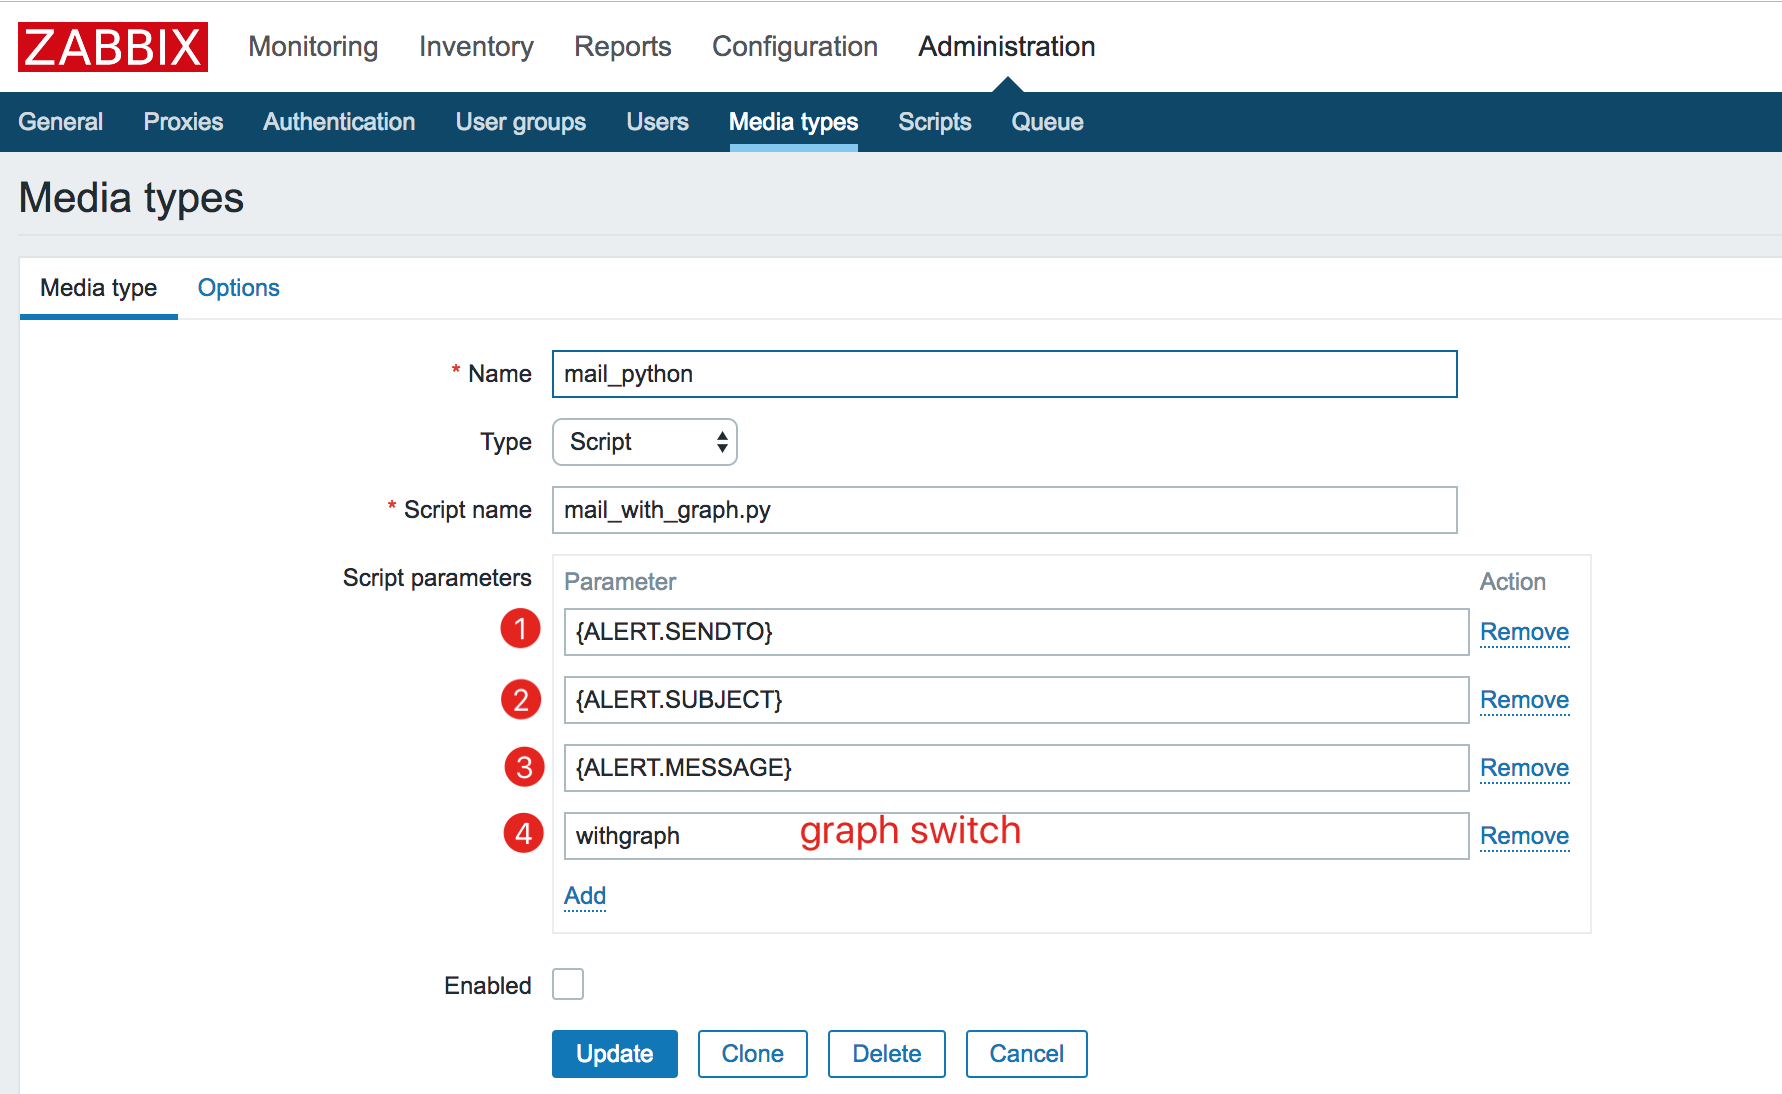 ZABBIX Monitoring Inventory Reports Configuration Administration
General Proxies Authentication User groups Users Media types Scripts Queue
Media types
Media type Options
* Name mail_python
Type Script
* Script name mail_with_graph.py
Script parameters Parameter Action
1 {ALERT.SENDTO} Remove
2 {ALERT.SUBJECT} Remove
3 {ALERT.MESSAGE} Remove
4 withgraph graph switch Remove
Add
Enabled
Update Clone Delete Cancel